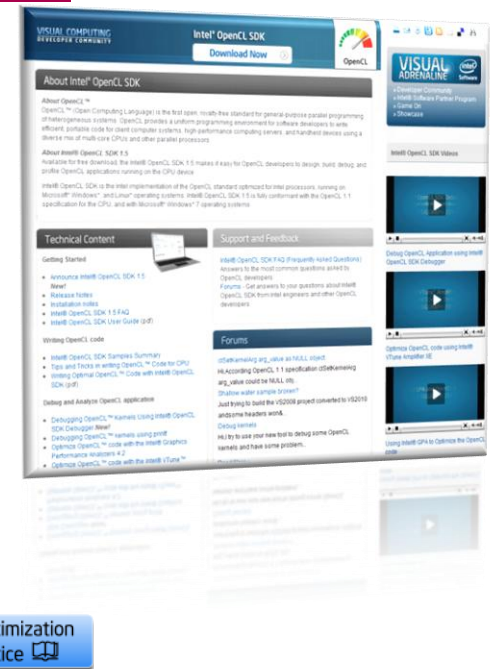 VISUAL COMPUTING
DEVELOPER COMMUNITY
Intel® OpenCL SDK
Download Now
OpenCL
VISUAL
ADRENALINE
Developer Community
Intel® Software Partner Program
Game On
Showcase
About Intel® OpenCL SDK
About OpenCL™
OpenCL™ (Open Computing Language) is the first open, royalty-free standard for general-purpose parallel programming
of heterogeneous systems. OpenCL provides a uniform programming environment for software developers to write
efficient, portable code for client computer systems, high performance computing servers, and handheld devices using a
diverse mix of multi-core CPUs and other parallel processors.
About Intel® OpenCL SDK 1.5
Available for free download, the Intel® OpenCL SDK 1.5 makes it easy for OpenCL developers to design, build, debug, and
profile OpenCL applications running on the CPU device
Intel® OpenCL SDK is the Intel implementation of the OpenCL standard optimized for Intel processors, running on
Microsoft* Windows*, and Linux* operating systems. Intel® OpenCL SDK 1.5 is fully conformant with the OpenCL 1.1
specification for the CPU, and with Microsoft* Windows* 7 operating systems
Intel® OpenCL SDK Videos
Debug OpenCL Application using Intel®
OpenCL SDK Debugger
Optimize OpenCL code using Intel®
VTune Amplifier XE
Using Intel® GPA to Optimize the OpenCL
code
Technical Content
Getting Started
Announce Intel® OpenCL SDK 1.5
New!
Release Notes
Installation notes
Intel® OpenCL SDK 1.5 FAQ
Intel® OpenCL SDK User Guide (pdf)
Writing OpenCL code
Intel® OpenCL SDK Samples Summary
Tips and Tricks in writing OpenCL™ Code for CPU
Writing Optimal OpenCL™ Code with Intel® OpenCL
SDK (pdf)
Debug and Analyze OpenCL application
Debugging OpenCL™ Kernels Using Intel® OpenCL
SDK Debugger New!
Debugging OpenCL™ kernels using printf
Optimize OpenCL™ code with the Intel® Graphics
Performance Analyzers 4.2
Optimize OpenCL™ code with the Intel® VTune™
Support and Feedback
Intel® OpenCL SDK FAQ (Frequently Asked Questions)
Answers to the most common questions asked by
OpenCL developers
Forums - Get answers to your questions about Intel®
OpenCL SDK from Intel engineers and other OpenCL
developers
Forums
clSetKernelArg arg_value as NULL object
Hi,According OpenCL 1.1 specification clSetKernelArg
arg_value could be NULL obj..
Shallow water sample broken?
Just trying to build the VS2008 project converted to VS2010
andsome headers won&..
Debug kernels
Hi,I try to use your new tool to debug some OpenCL
kernels and have some problem..